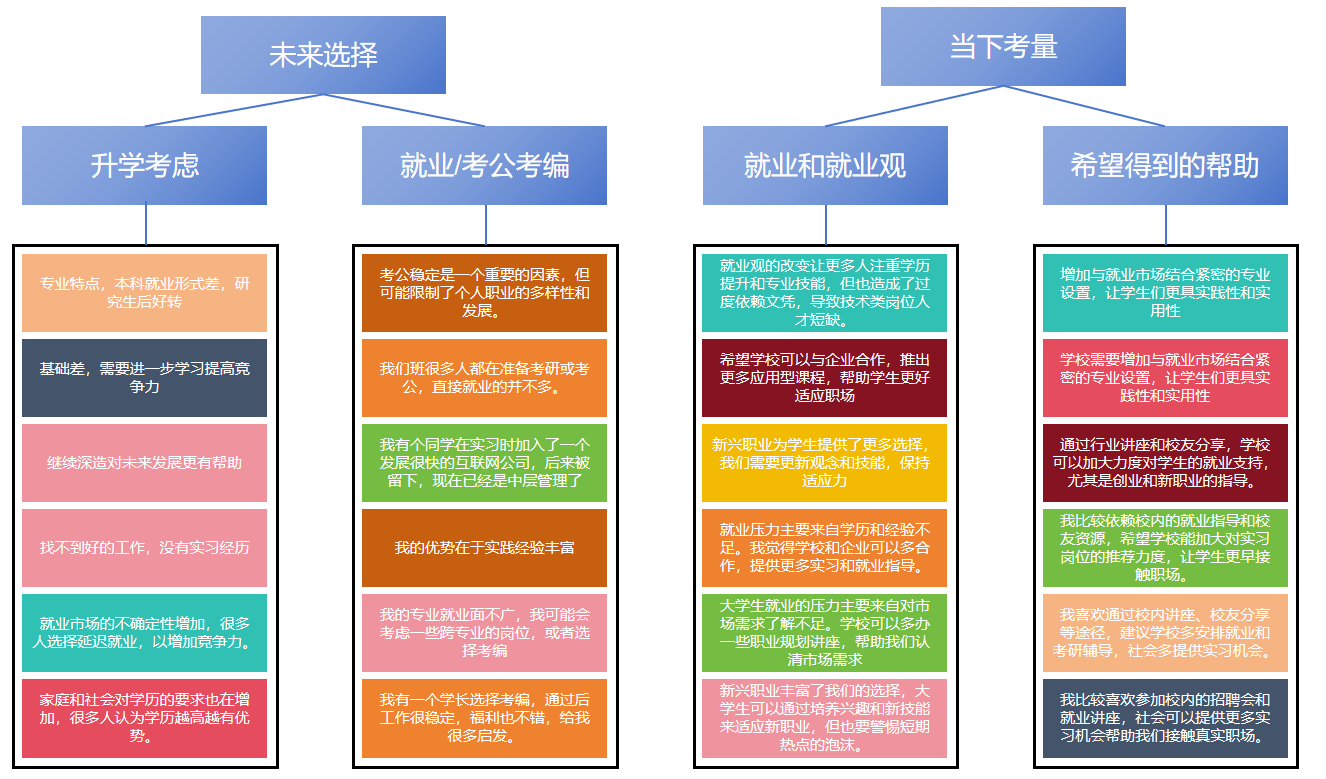 未来选择
当下考量
升学考虑
就业/考公考编
就业和就业观
希望得到的帮助
专业特点，本科就业形式差，研
究生后好转
基础差，需要进一步学习提高竞
争力
继续深造对未来发展更有帮助
找不到好的工作，没有实习经历
就业市场的不确定性增加，很多
人选择延迟就业，以增加竞争力。
家庭和社会对学历的要求也在增
加，很多人认为学历越高越有优
势。
考公稳定是一个重要的因素，但
可能限制了个人职业的多样性和
发展。
我们班很多人都在准备考研或考
公，直接就业的并不多。
我有个同学在实习时加入了一个
发展很快的互联网公司，后来被
留下，现在已经是中层管理了
我的优势在于实践经验丰富
我的专业就业面不广，我可能会
考虑一些跨专业的岗位，或者选
择考编
我有一个学长选择考编，通过后
工作很稳定，福利也不错，给我
很多启发。
就业观的改变让更多人注重学历
提升和专业技能，但也造成了过
度依赖文凭，导致技术类岗位人
才短缺。
希望学校可以与企业合作，推出
更多应用型课程，帮助学生更好
适应职场
新兴职业为学生提供了更多选择，
我们需要更新观念和技能，保持
适应力
就业压力主要来自学历和经验不
足。我觉得学校和企业可以多合
作，提供更多实习和就业指导。
大学生就业的压力主要来自对市
场需求了解不足。学校可以多办
一些职业规划讲座，帮助我们认
清市场需求
新兴职业丰富了我们的选择，大
学生可以通过培养兴趣和新技能
来适应新职业，但也要警惕短期
热点的泡沫。
增加与就业市场结合紧密的专业
设置，让学生们更具实践性和实
用性
学校需要增加与就业市场结合紧
密的专业设置，让学生们更具实
践性和实用性
通过行业讲座和校友分享，学校
可以加大力度对学生的就业支持，
尤其是创业和新职业的指导。
我比较依赖校内的就业指导和校
友资源，希望学校能加大对实习
岗位的推荐力度，让学生更早接
触职场。
我喜欢通过校内讲座、校友分享
等途径，建议学校多安排就业和
考研辅导，社会多提供实习机会。
我比较喜欢参加校内的招聘会和
就业讲座，社会可以提供更多实
习机会帮助我们接触真实职场。